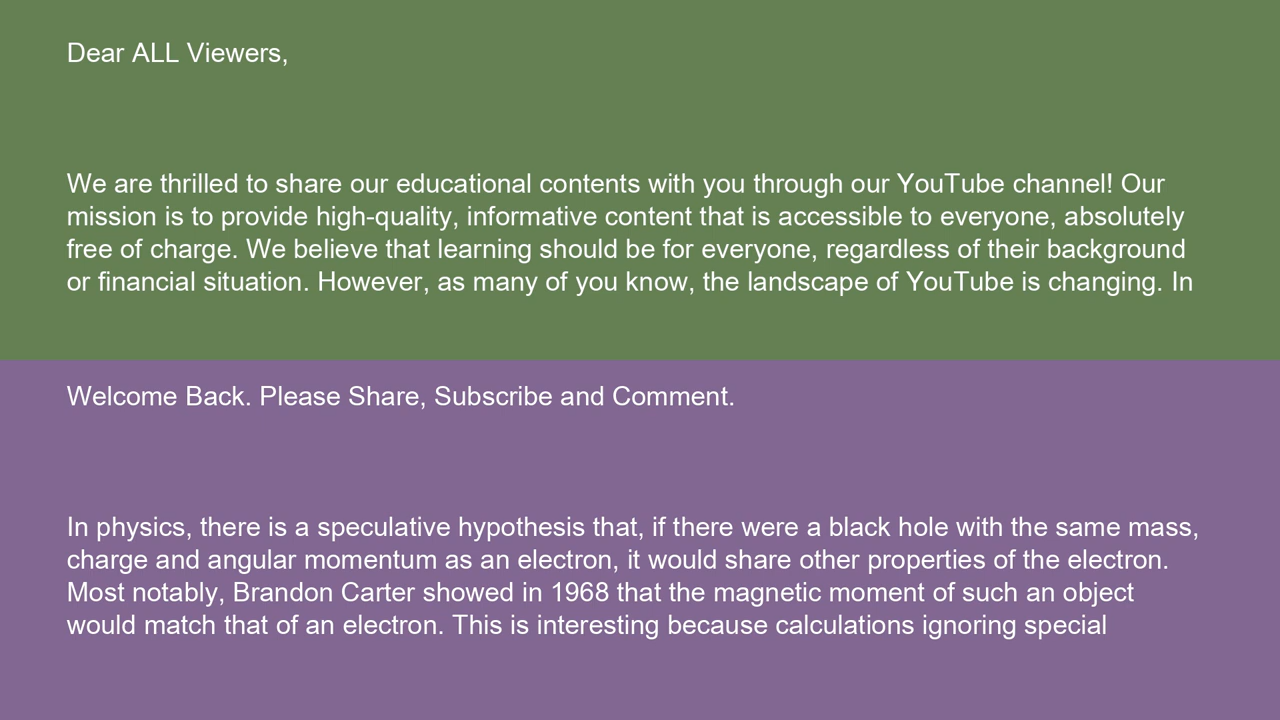 Dear ALL Viewers,
We are thrilled to share our educational contents with you through our YouTube channel! Our
mission is to provide high-quality, informative content that is accessible to everyone, absolutely
free of charge. We believe that learning should be for everyone, regardless of their background
or financial situation. However, as many of you know, the landscape of YouTube is changing. In
Welcome Back. Please Share, Subscribe and Comment.
In physics, there is a speculative hypothesis that, if there were a black hole with the same mass,
charge and angular momentum as an electron, it would share other properties of the electron.
Most notably, Brandon Carter showed in 1968 that the magnetic moment of such an object
would match that of an electron. This is interesting because calculations ignoring special